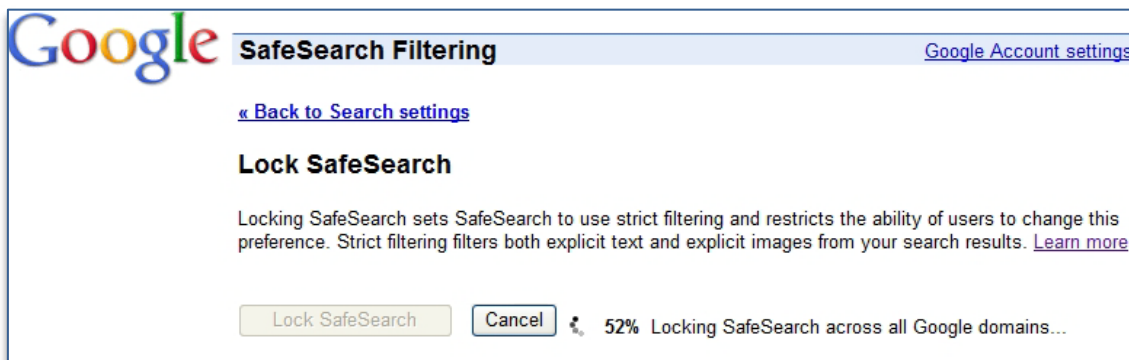 Google SafeSearch Filtering Google Account settings
« Back to Search settings
Lock SafeSearch
Locking SafeSearch sets SafeSearch to use strict filtering and restricts the ability of users to change this
preference. Strict filtering filters both explicit text and explicit images from your search results. Learn more
Lock SafeSearch Cancel 52% Locking SafeSearch across all Google domains...